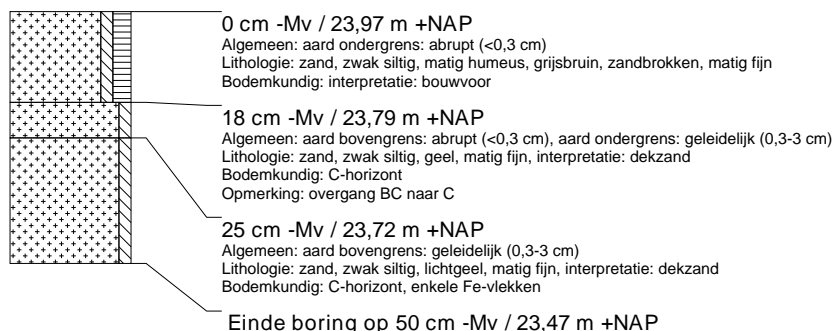 0 cm -Mv / 23,97 m +NAP
Algemeen: aard ondergrens: abrupt (<0,3 cm)
Lithologie: zand, zwak siltig, matig humeus, grijsbruin, zandbrokken, matig fijn
Bodemkundig: interpretatie: bouwvoor
18 cm -Mv / 23,79 m +NAP
Algemeen: aard bovengrens: abrupt (<0,3 cm), aard ondergrens: geleidelijk (0,3-3 cm)
Lithologie: zand, zwak siltig, geel, matig fijn, interpretatie: dekzand
Bodemkundig: C-horizont
Opmerking: overgang BC naar C
25 cm -Mv / 23,72 m +NAP
Algemeen: aard bovengrens: geleidelijk (0,3-3 cm)
Lithologie: zand, zwak siltig, lichtgeel, matig fijn, interpretatie: dekzand
Bodemkundig: C-horizont, enkele Fe-vlekken
Einde boring op 50 cm -Mv / 23,47 m +NAP